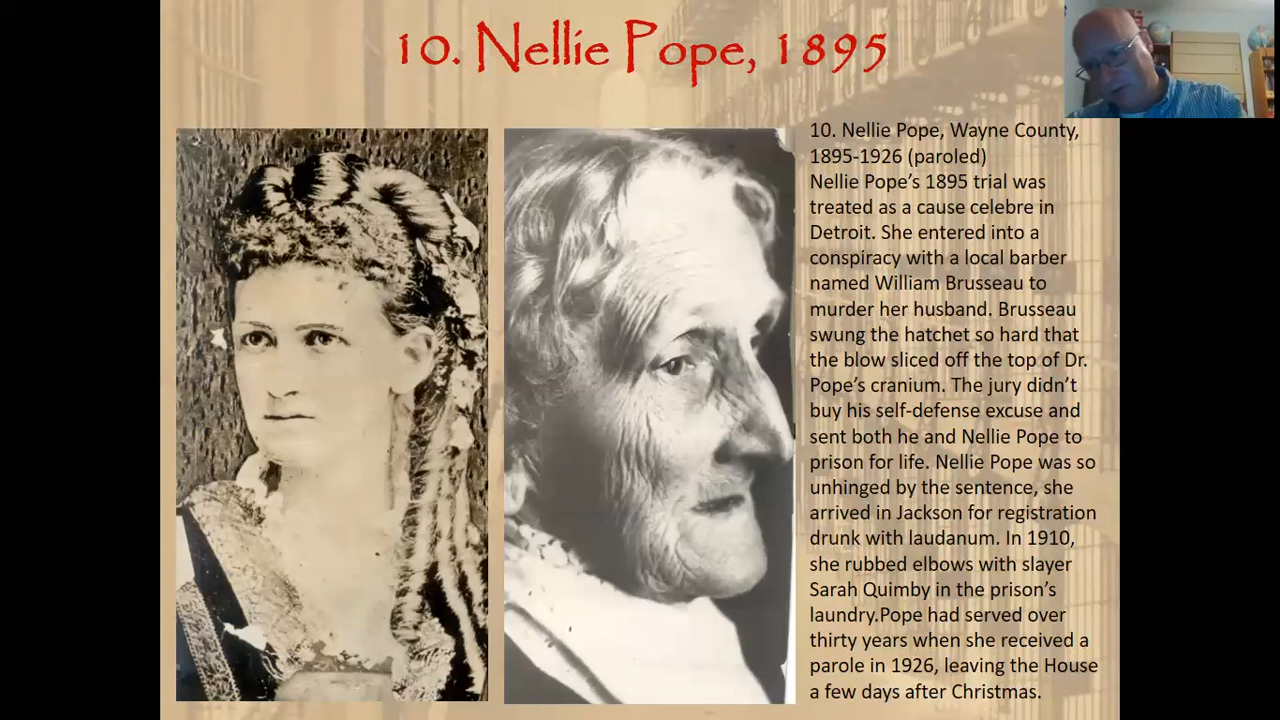 10. Nellie Pope, 1895
10. Nellie Pope, Wayne County,
1895-1926 (paroled)
Nellie Pope’s 1895 trial was
treated as a cause celebre in
Detroit. She entered into a
conspiracy with a local barber
named William Brusseau to
murder her husband. Brusseau
swung the hatchet so hard that
the blow sliced off the top of Dr.
Pope’s cranium. The jury didn’t
buy his self-defense excuse and
sent both he and Nellie Pope to
prison for life. Nellie Pope was so
unhinged by the sentence, she
arrived in Jackson for registration
drunk with laudanum. In 1910,
she rubbed elbows with slayer
Sarah Quimby in the prison’s
laundry.Pope had served over
thirty years when she received a
parole in 1926, leaving the House
a few days after Christmas.